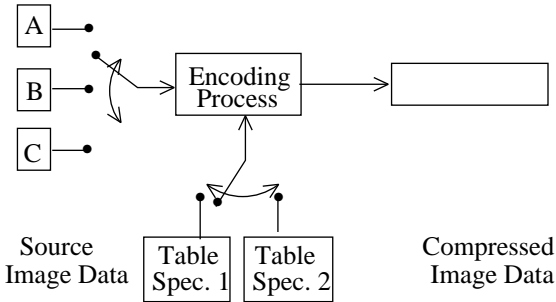 A
B
C
Encoding
Process
Table
Spec. 1
Table
Spec. 2
Source
Image Data
Compressed
Image Data